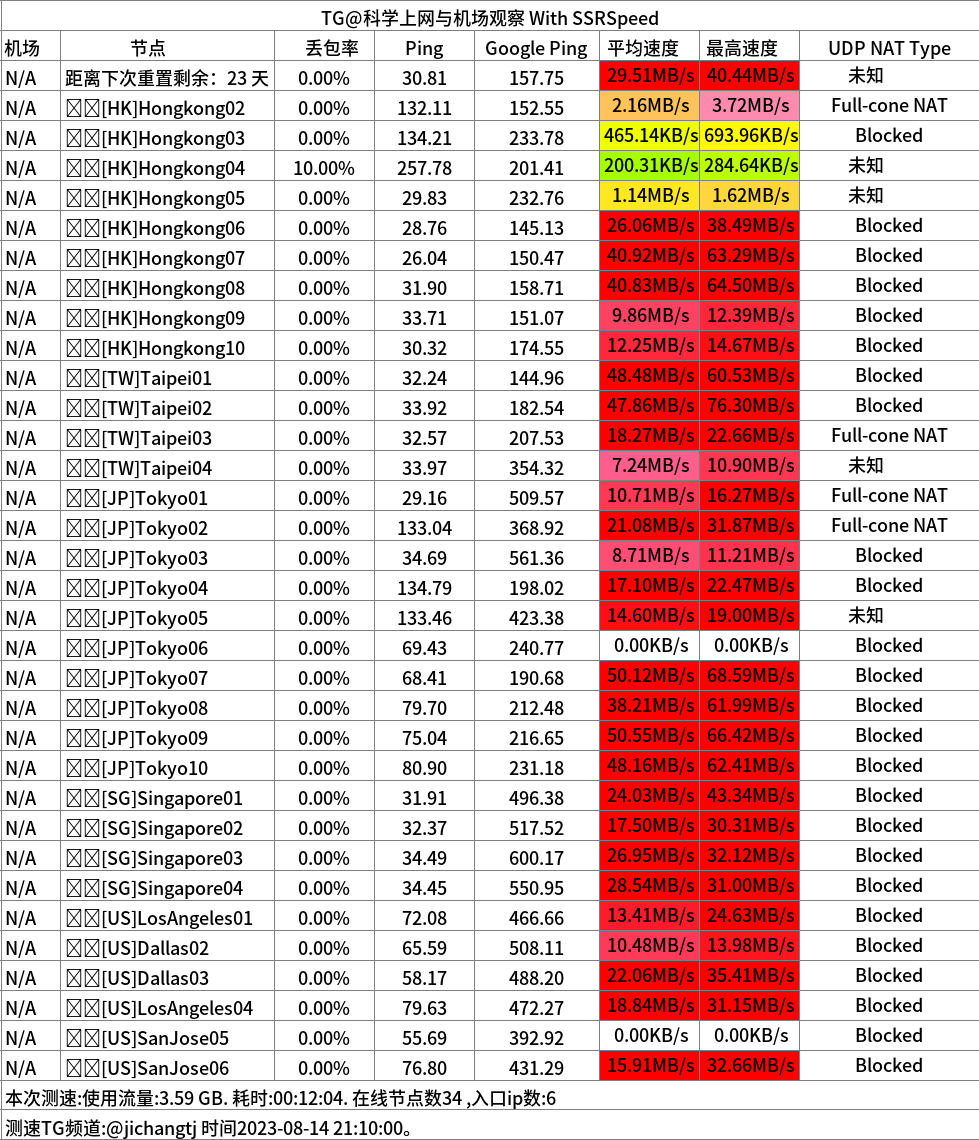 TG@科学上网与机场观察 With SSRSpeed
机场 节点 丢包率 Ping Google Ping 平均速度 最高速度 UDP NAT Type
N/A 距离下次重置剩余：23 天 0.00% 30.81 157.75 29.51MB/s 40.44MB/s 未知
N/A [HK]Hongkong02 0.00% 132.11 152.55 2.16MB/s 3.72MB/s Full-cone NAT
N/A [HK]Hongkong03 0.00% 134.21 233.78 465.14KB/s 693.96KB/s Blocked
N/A [HK]Hongkong04 10.00% 257.78 201.41 200.31KB/s 284.64KB/s 未知
N/A [HK]Hongkong05 0.00% 29.83 232.76 1.14MB/s 1.62MB/s 未知
N/A [HK]Hongkong06 0.00% 28.76 145.13 26.06MB/s 38.49MB/s Blocked
N/A [HK]Hongkong07 0.00% 26.04 150.47 40.92MB/s 63.29MB/s Blocked
N/A [HK]Hongkong08 0.00% 31.90 158.71 40.83MB/s 64.50MB/s Blocked
N/A [HK]Hongkong09 0.00% 33.71 151.07 9.86MB/s 12.39MB/s Blocked
N/A [HK]Hongkong10 0.00% 30.32 174.55 12.25MB/s 14.67MB/s Blocked
N/A [TW]Taipei01 0.00% 32.24 144.96 48.48MB/s 60.53MB/s Blocked
N/A [TW]Taipei02 0.00% 33.92 182.54 47.86MB/s 76.30MB/s Blocked
N/A [TW]Taipei03 0.00% 32.57 207.53 18.27MB/s 22.66MB/s Full-cone NAT
N/A [TW]Taipei04 0.00% 33.97 354.32 7.24MB/s 10.90MB/s 未知
N/A [JP]Tokyo01 0.00% 29.16 509.57 10.71MB/s 16.27MB/s Full-cone NAT
N/A [JP]Tokyo02 0.00% 133.04 368.92 21.08MB/s 31.87MB/s Full-cone NAT
N/A [JP]Tokyo03 0.00% 34.69 561.36 8.71MB/s 11.21MB/s Blocked
N/A [JP]Tokyo04 0.00% 134.79 198.02 17.10MB/s 22.47MB/s Blocked
N/A [JP]Tokyo05 0.00% 133.46 423.38 14.60MB/s 19.00MB/s 未知
N/A [JP]Tokyo06 0.00% 69.43 240.77 0.00KB/s 0.00KB/s Blocked
N/A [JP]Tokyo07 0.00% 68.41 190.68 50.12MB/s 68.59MB/s Blocked
N/A [JP]Tokyo08 0.00% 79.70 212.48 38.21MB/s 61.99MB/s Blocked
N/A [JP]Tokyo09 0.00% 75.04 216.65 50.55MB/s 66.42MB/s Blocked
N/A [JP]Tokyo10 0.00% 80.90 231.18 48.16MB/s 62.41MB/s Blocked
N/A [SG]Singapore01 0.00% 31.91 496.38 24.03MB/s 43.34MB/s Blocked
N/A [SG]Singapore02 0.00% 32.37 517.52 17.50MB/s 30.31MB/s Blocked
N/A [SG]Singapore03 0.00% 34.49 600.17 26.95MB/s 32.12MB/s Blocked
N/A [SG]Singapore04 0.00% 34.45 550.95 28.54MB/s 31.00MB/s Blocked
N/A [US]LosAngeles01 0.00% 72.08 466.66 13.41MB/s 24.63MB/s Blocked
N/A [US]Dallas02 0.00% 65.59 508.11 10.48MB/s 13.98MB/s Blocked
N/A [US]Dallas03 0.00% 58.17 488.20 22.06MB/s 35.41MB/s Blocked
N/A [US]LosAngeles04 0.00% 79.63 472.27 18.84MB/s 31.15MB/s Blocked
N/A [US]SanJose05 0.00% 55.69 392.92 0.00KB/s 0.00KB/s Blocked
N/A [US]SanJose06 0.00% 76.80 431.29 15.91MB/s 32.66MB/s Blocked
本次测速:使用流量:3.59 GB. 耗时:00:12:04. 在线节点数34 ,入口ip数:6
测速TG频道:@jichangtj 时间2023-08-14 21:10:00。